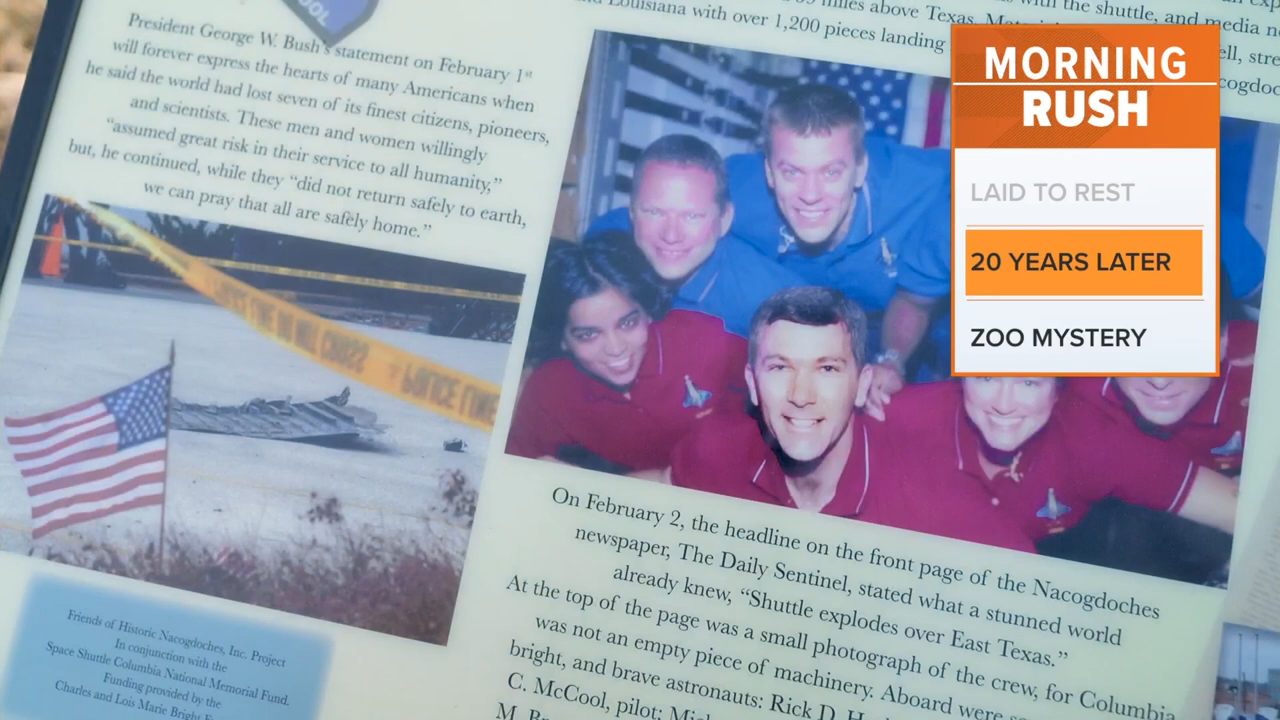 OOL
President George W. Bush's statement on February 1st
will forever express the hearts of many Americans when
he said the world had lost seven of its finest citizens, pioneers,
and scientists. These men and women willingly
"assumed great risk in their service to all humanity,"
but, he continued, while they "did not return safely to earth,
we can pray that all are safely home."
miles above Texas.
with the shuttle, and media
Louisiana with over 1,200 pieces landing
MORNING
RUSH
LAID TO REST
20 YEARS LATER
ZOO MYSTERY
On February 2, the headline on the front page of the Nacogdoches
newspaper, The Daily Sentinel, stated what a stunned world
already knew, "Shuttle explodes over East Texas."
At the top of the page was a small photograph of the crew, for Columbia
was not an empty piece of machinery. Aboard were
bright, and brave astronauts: Rick D.
C. McCool, pilot;
Friends of Historic Nacogdoches, Inc. Project
In conjunction with the
Space Shuttle Columbia National Memorial Fund.
Funding provided by the
Charles and Lois Marie Bright